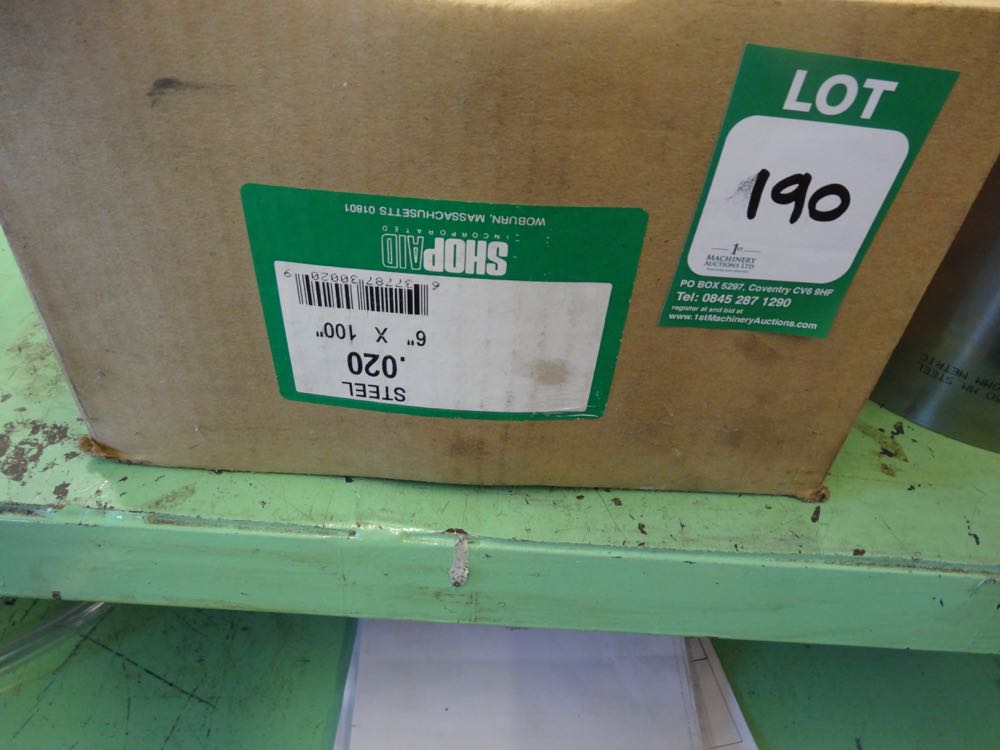 LOT
190
1st
MACHINERY
AUCTIONS LTD
PO BOX 5297, Coventry CV6 9HF
Tel: 0845 287 1290
register at and bid at
www.1stMachineryAuctions.com
STEEL
.020
6" X 100"
6 37787 30020 9
SHOPAID
INCORPORATED
WOBURN, MASSACHUSETTS 01801
MM STEEL
MM METRIC